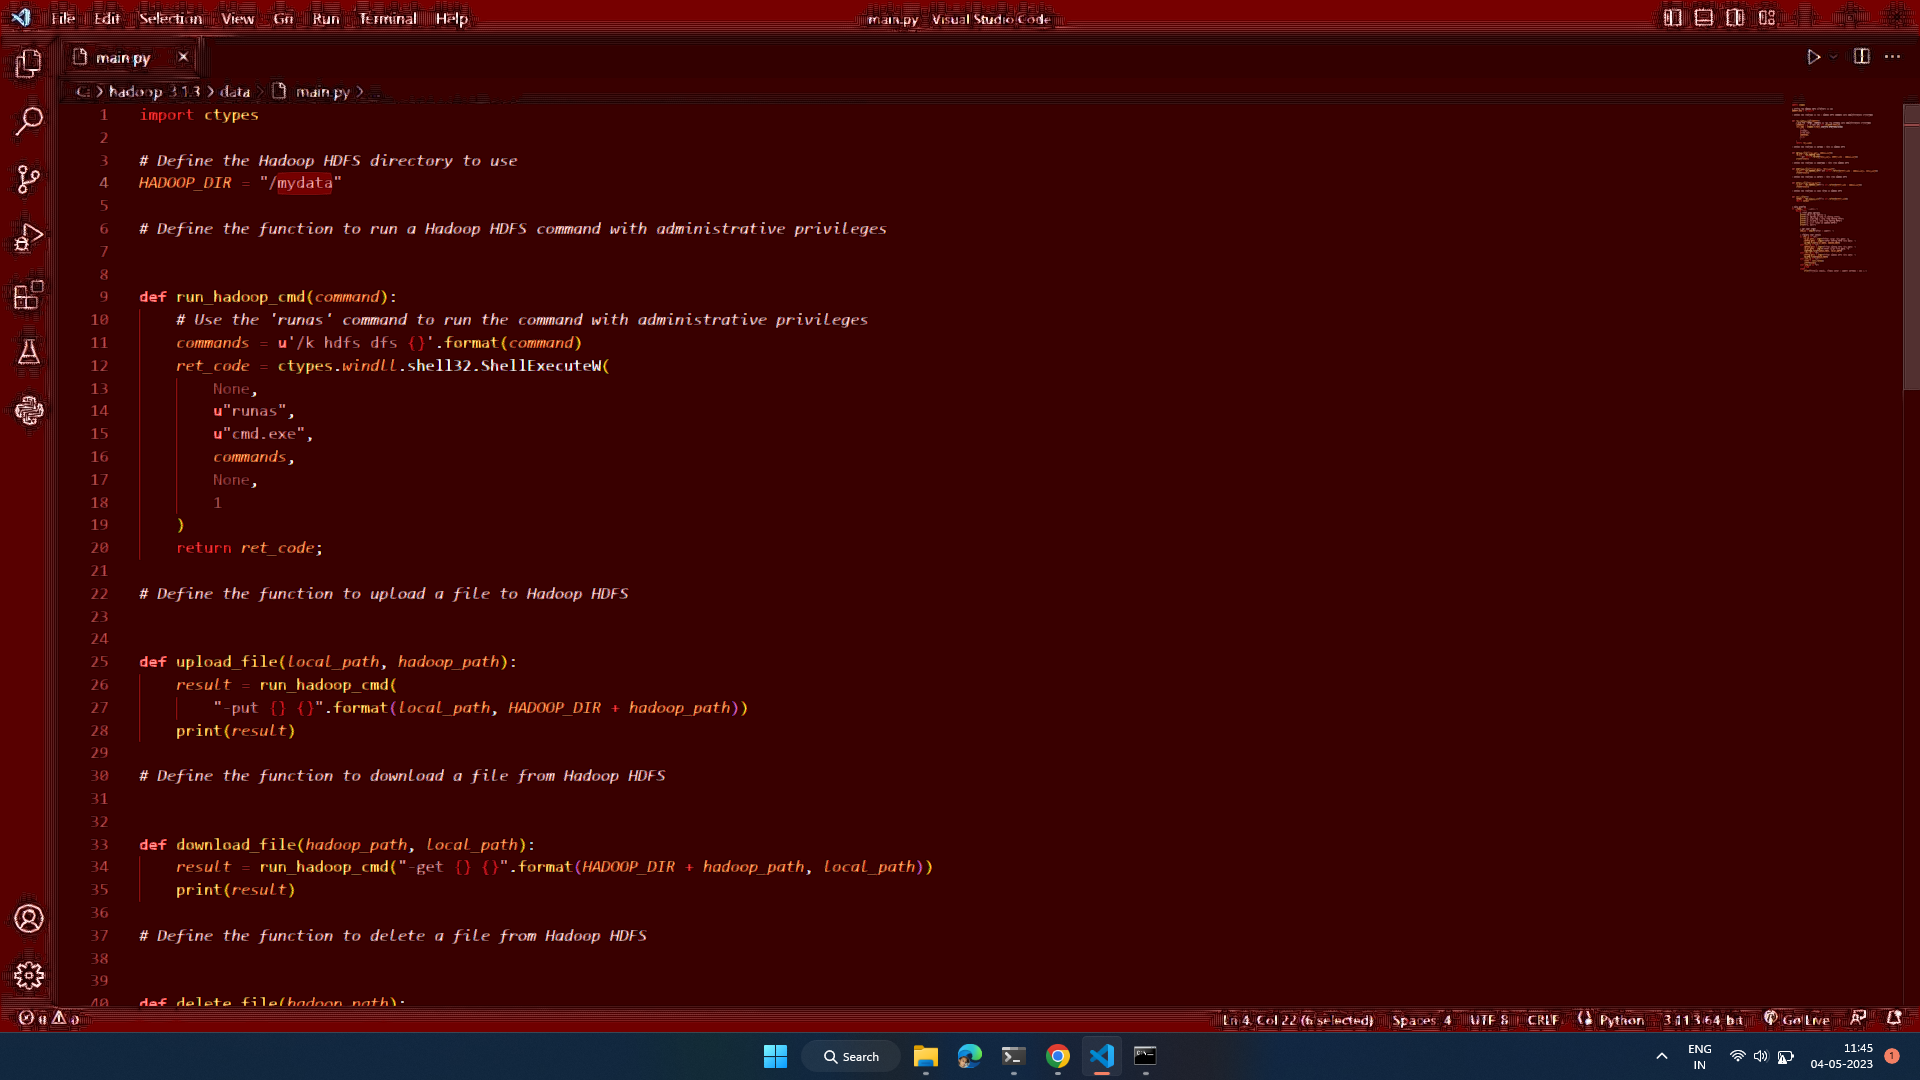 File Edit Selection View Go Run Terminal Help
main.py Visual Studio Code
main.py
C: > hadoop 3.1.3 > data > main.py >
1 import ctypes
2
3 # Define the Hadoop HDFS directory to use
4 HADOOP_DIR = "/mydata"
5
6 # Define the function to run a Hadoop HDFS command with administrative privileges
7
8
9 def run_hadoop_cmd(command):
10 # Use the 'runas' command to run the command with administrative privileges
11 commands = u'/k hdfs dfs {}'.format(command)
12 ret_code = ctypes.windll.shell32.ShellExecuteW(
13 None,
14 u"runas",
15 u"cmd.exe",
16 commands,
17 None,
18 1
19 )
20 return ret_code;
21
22 # Define the function to upload a file to Hadoop HDFS
23
24
25 def upload_file(local_path, hadoop_path):
26 result = run_hadoop_cmd(
27 "-put {} {}".format(local_path, HADOOP_DIR + hadoop_path))
28 print(result)
29
30 # Define the function to download a file from Hadoop HDFS
31
32
33 def download_file(hadoop_path, local_path):
34 result = run_hadoop_cmd("-get {} {}".format(HADOOP_DIR + hadoop_path, local_path))
35 print(result)
36
37 # Define the function to delete a file from Hadoop HDFS
38
39
40 def delete_file(hadoop_path):
0 0
Ln 4, Col 22 (6 selected) Spaces: 4 UTF-8 CRLF Python 3.11.3 64-bit Go Live
Search
ENG
IN
11:45
04-05-2023
1